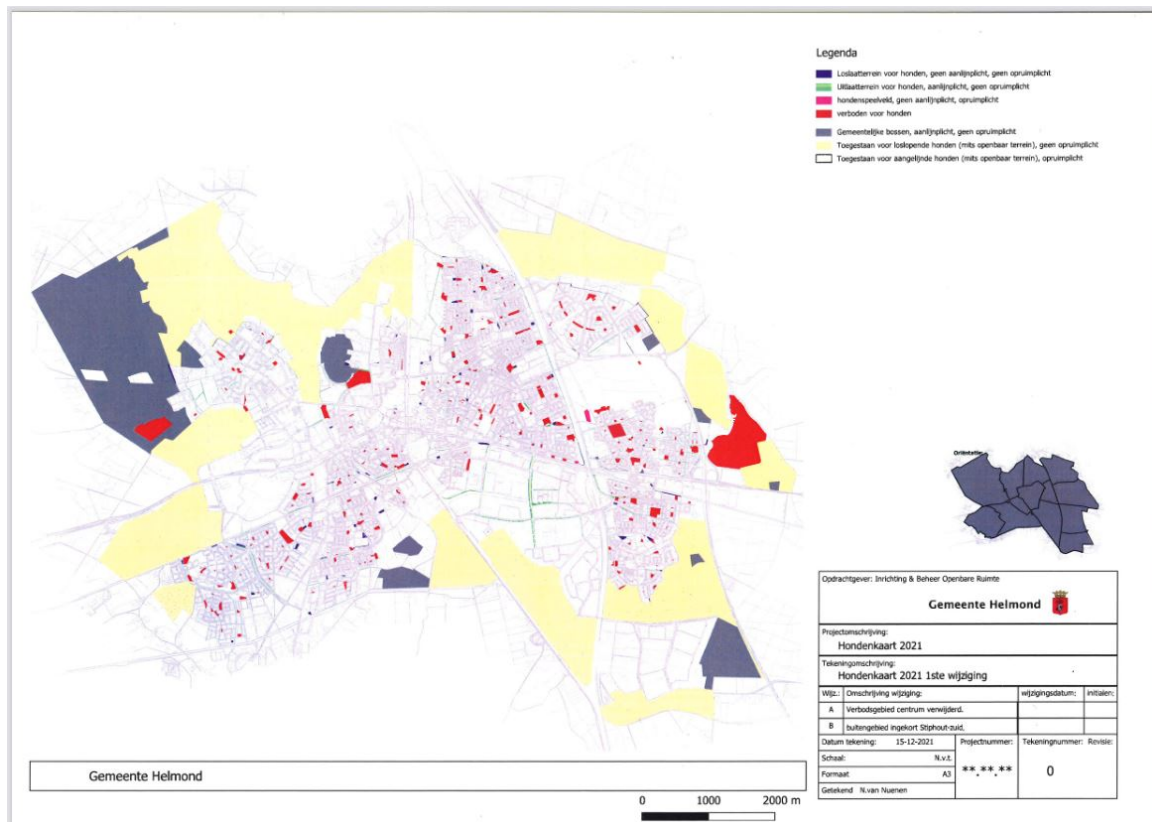 Legenda
Loslaatterrein voor honden, geen aanlijnplicht, geen opruimplicht
Uitlaatterrein voor honden, aanlijnplicht, geen opruimplicht
hondenspeelveld, geen aanlijnplicht, opruimplicht
verboden voor honden
Gemeentelijke bossen, aanlijnplicht, geen opruimplicht
Toegestaan voor loslopende honden (mits openbaar terrein), geen opruimplicht
Toegestaan voor aangelijnde honden (mits openbaar terrein), opruimplicht
Oriëntatie:
Opdrachtgever: Inrichting & Beheer Openbare Ruimte
Gemeente Helmond
Projectomschrijving:
Hondenkaart 2021
Tekeningomschrijving:
Hondenkaart 2021 1ste wijziging
Wijz.: Omschrijving wijziging: wijzigingsdatum: initialen:
A Verbodsgebied centrum verwijderd.
B buitengebied ingekort Stiphout-zuid.
Datum tekening: 15-12-2021 Projectnummer: Tekeningnummer: Revisie:
Schaal: N.v.t.
Formaat A3 **.**.** 0
Getekend N.van Nuenen
Gemeente Helmond
0 1000 2000 m